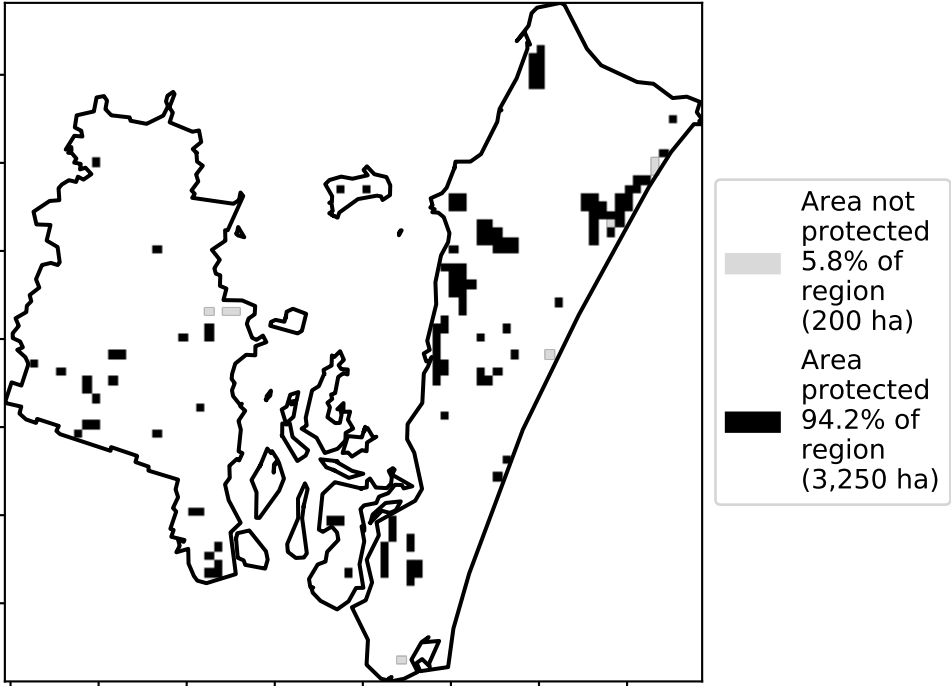 Area not
protected
5.8% of
region
(200 ha)
Area
protected
94.2% of
region
(3,250 ha)